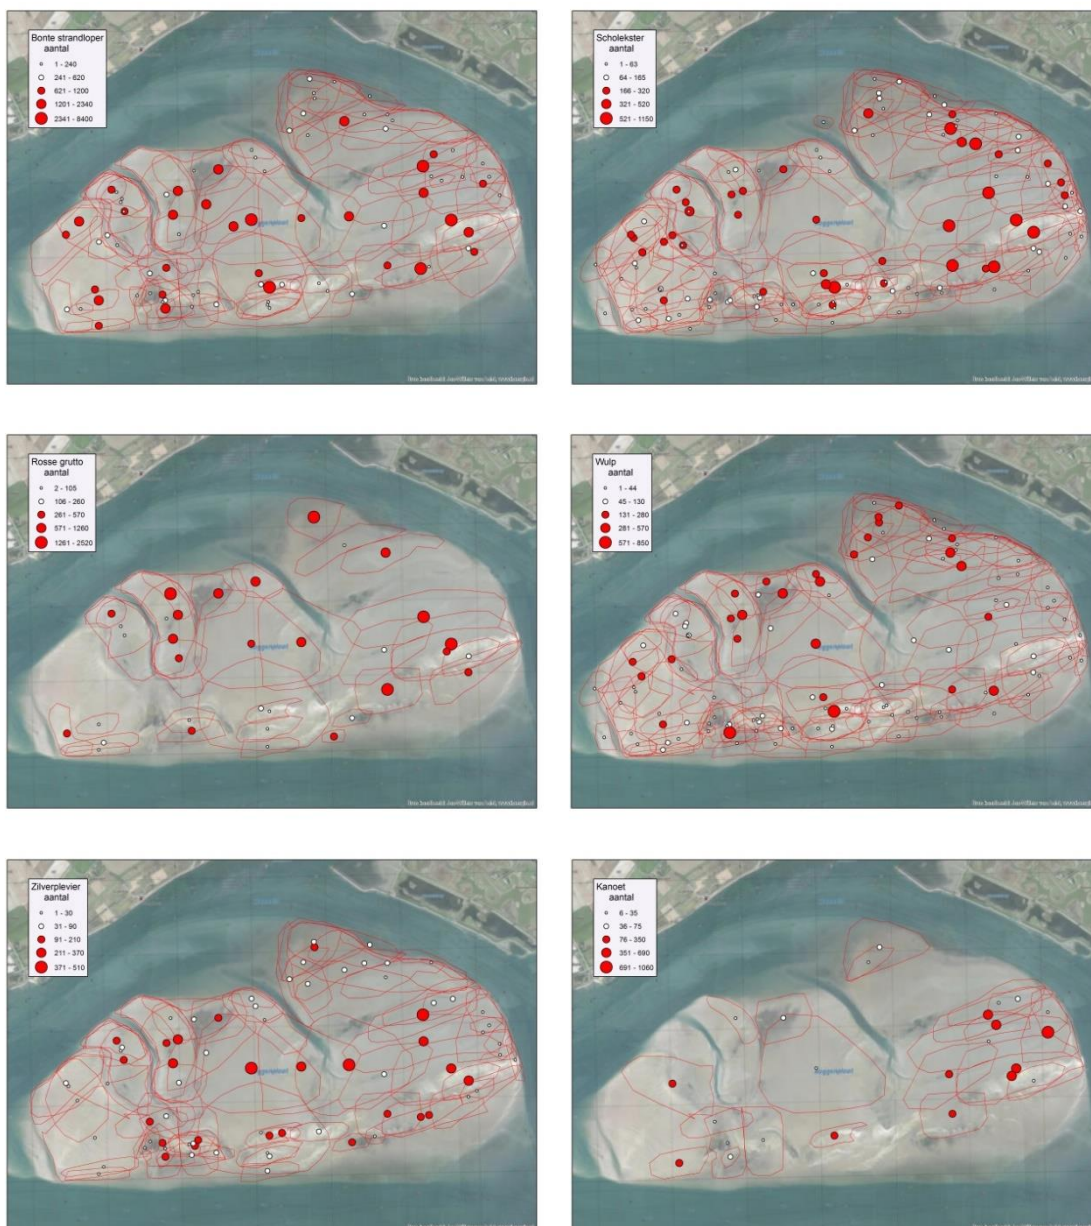 Bonte strandloper
aantal
1 - 240
241 - 620
621 - 1200
1201 - 2340
2341 - 8400
Scholekster
aantal
1 - 63
64 - 165
166 - 320
321 - 520
521 - 1150
Rosse grutto
aantal
2 - 105
106 - 260
261 - 570
571 - 1260
1261 - 2520
Wulp
aantal
1 - 44
45 - 130
131 - 280
281 - 570
571 - 850
Zilverplevier
aantal
1 - 30
31 - 90
91 - 210
211 - 370
371 - 510
Kanoet
aantal
6 - 35
36 - 75
76 - 350
351 - 690
691 - 1060
Roggenplaat